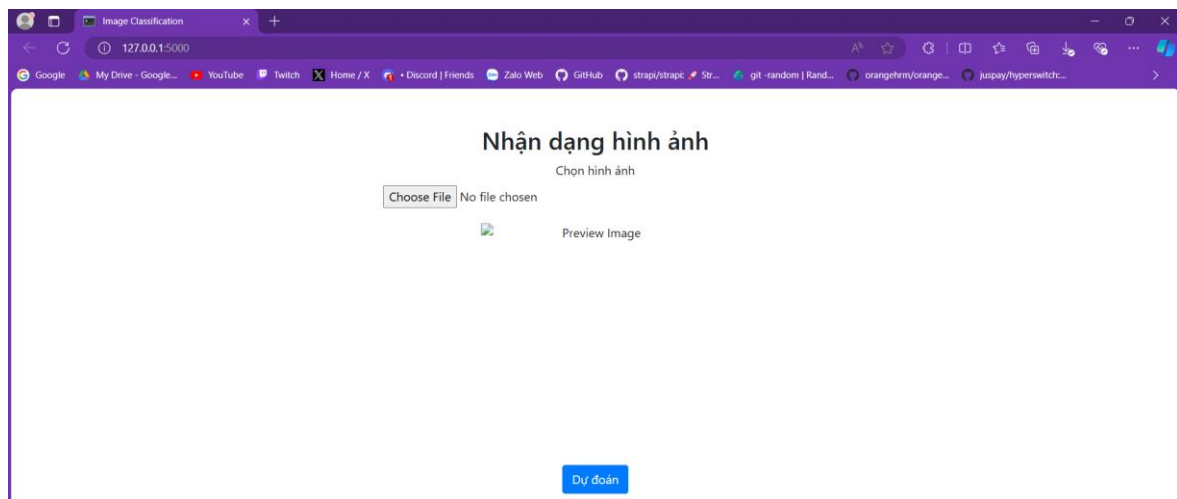 Image Classification
127.0.0.1:5000
Google My Drive - Google... YouTube Twitch Home / X • Discord | Friends Zalo Web GitHub strapi/strapi: 🚀 Str... git -random | Rand... orangehrm/orange... juspay/hyperswitch:...
Nhận dạng hình ảnh
Chọn hình ảnh
Choose File No file chosen
Preview Image
Dự đoán